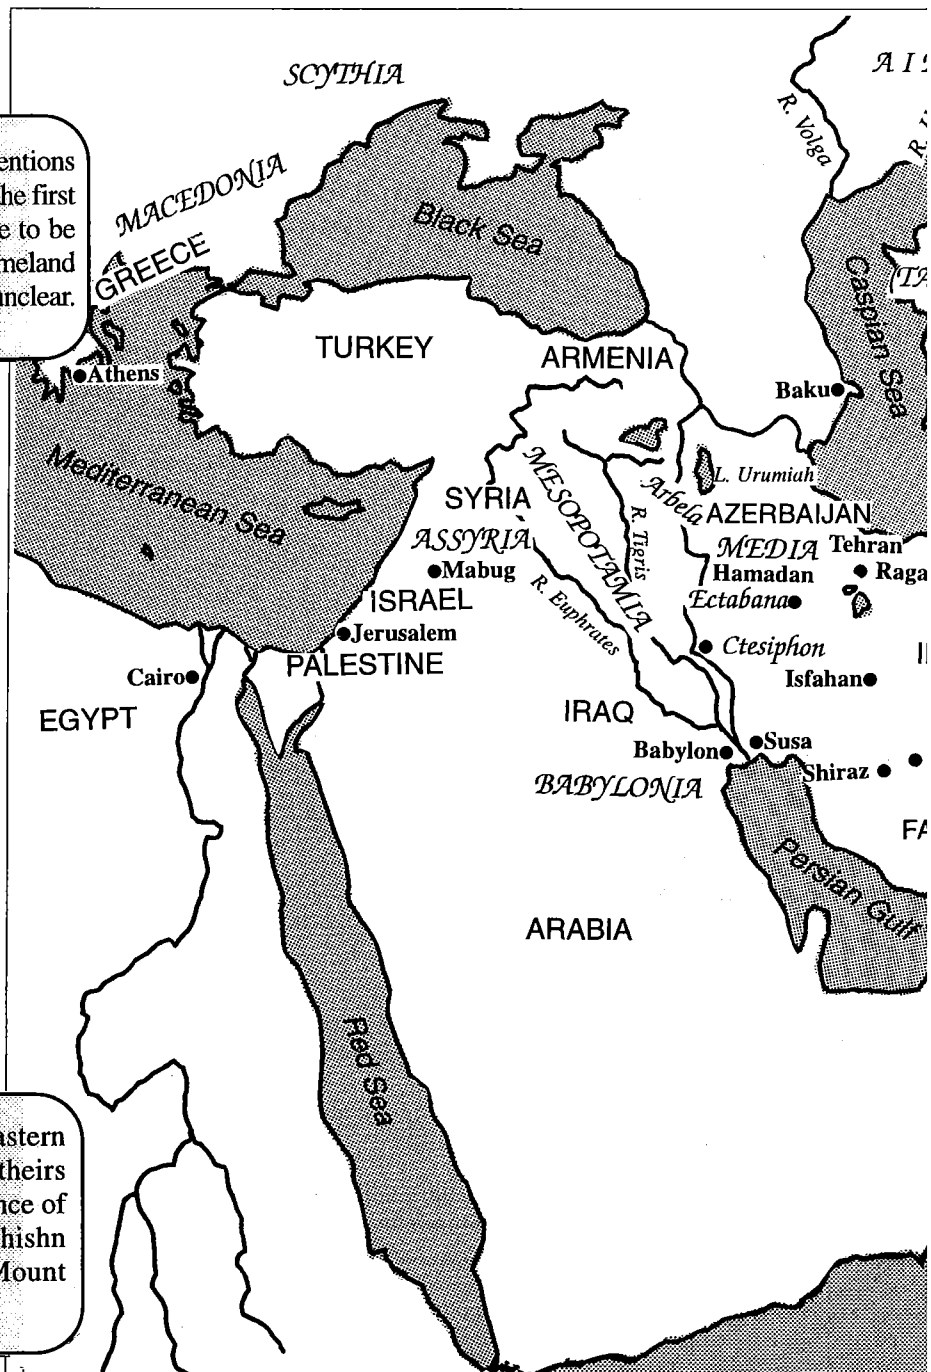 SCYTHIA
R. Volga
entions
he first
e to be
meland
unclear.
MACEDONIA
GREECE
Black Sea
Caspian Sea
TURKEY
ARMENIA
Athens
Baku
Mediterranean Sea
L. Urumiah
SYRIA
MESOPOTAMIA
Arbela
AZERBAIJAN
ASSYRIA
R. Tigris
MEDIA
Tehran
Mabug
Hamadan
Raga
ISRAEL
R. Euphrates
Ectabana
Jerusalem
PALESTINE
Ctesiphon
Cairo
Isfahan
EGYPT
IRAQ
Babylon
Susa
BABYLONIA
Shiraz
FA
Persian Gulf
ARABIA
Red Sea
astern
theirs
nce of
hishn
Mount